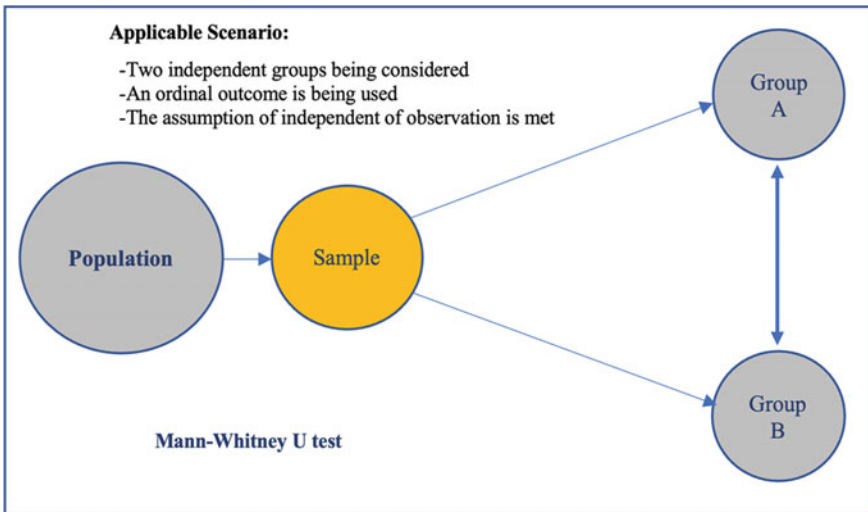 Applicable Scenario:
-Two independent groups being considered
-An ordinal outcome is being used
-The assumption of independent of observation is met
Group
A
Population
Sample
Group
B
Mann-Whitney U test